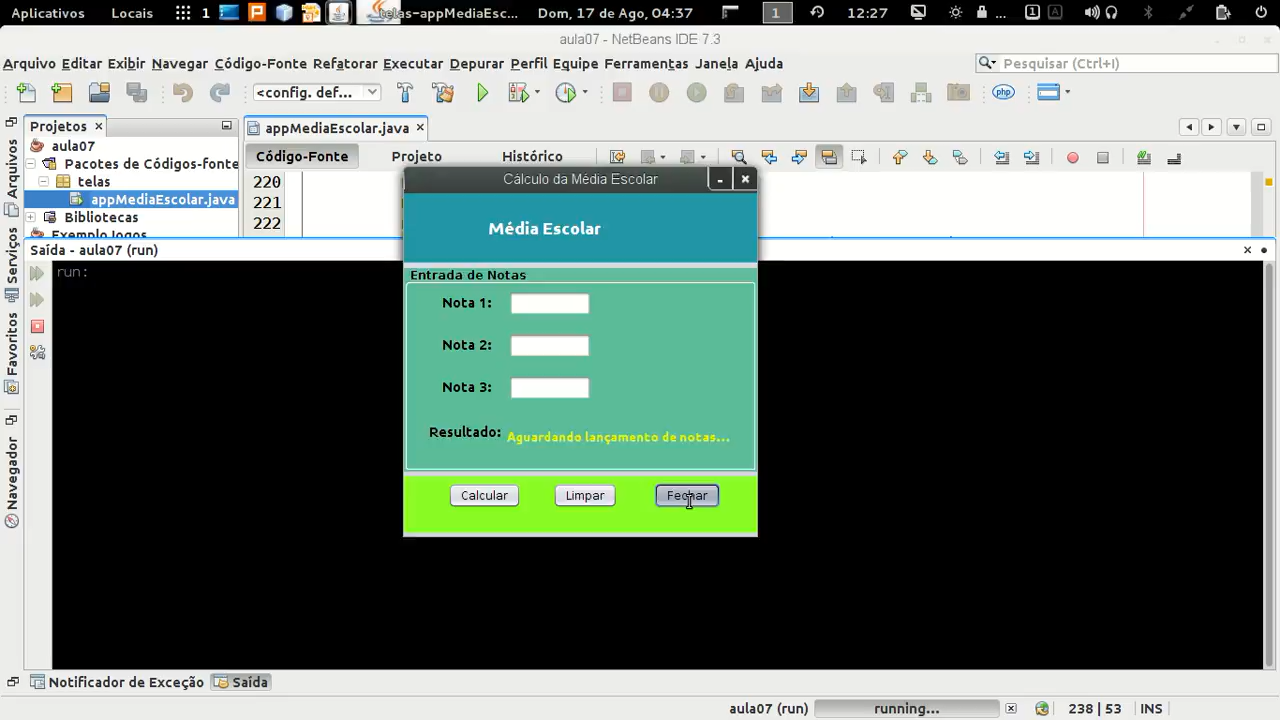 Aplicativos Locais 1 telas-appMediaEsc... Dom, 17 de Ago, 04:37 1 12:27 ... 1 A
aula07 - NetBeans IDE 7.3
Arquivo Editar Exibir Navegar Código-Fonte Refatorar Executar Depurar Perfil Equipe Ferramentas Janela Ajuda Pesquisar (Ctrl+I)
<config. def... php
Projetos appMediaEscolar.java
aula07
Código-Fonte Projeto Histórico
Pacotes de Códigos-fonte
telas
appMediaEscolar.java
Bibliotecas
Exemplo Jogos
220
221
222
Arquivos
Serviços
Favoritos
Navegador
Saída - aula07 (run)
run:
Cálculo da Média Escolar
Média Escolar
Entrada de Notas
Nota 1:
Nota 2:
Nota 3:
Resultado: Aguardando lançamento de notas...
Calcular Limpar Fechar
Notificador de Exceção Saída
aula07 (run) running... 238 | 53 INS